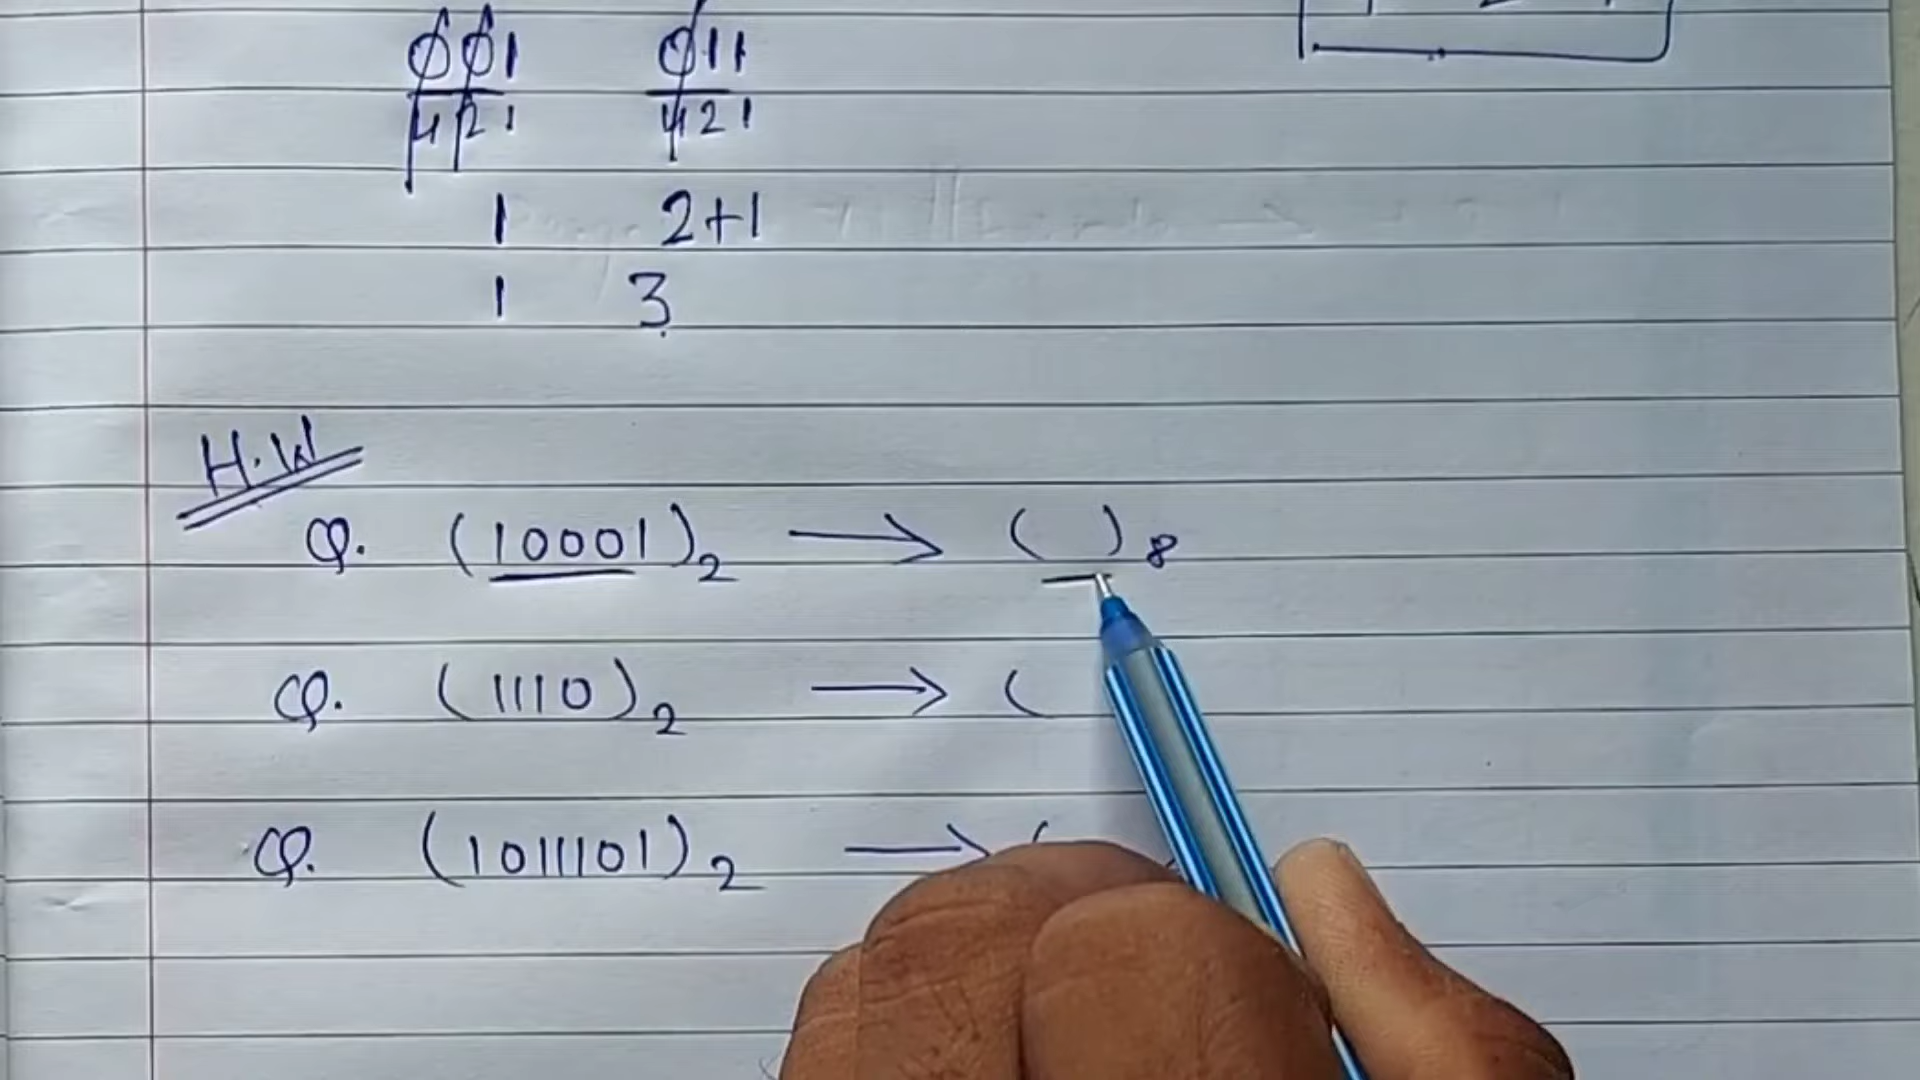 001 011
421 421
1 2+1
1 3
H.W
Q. (10001)₂ → ( )₈
Q. (1110)₂ → (
Q. (1011101)₂ → (